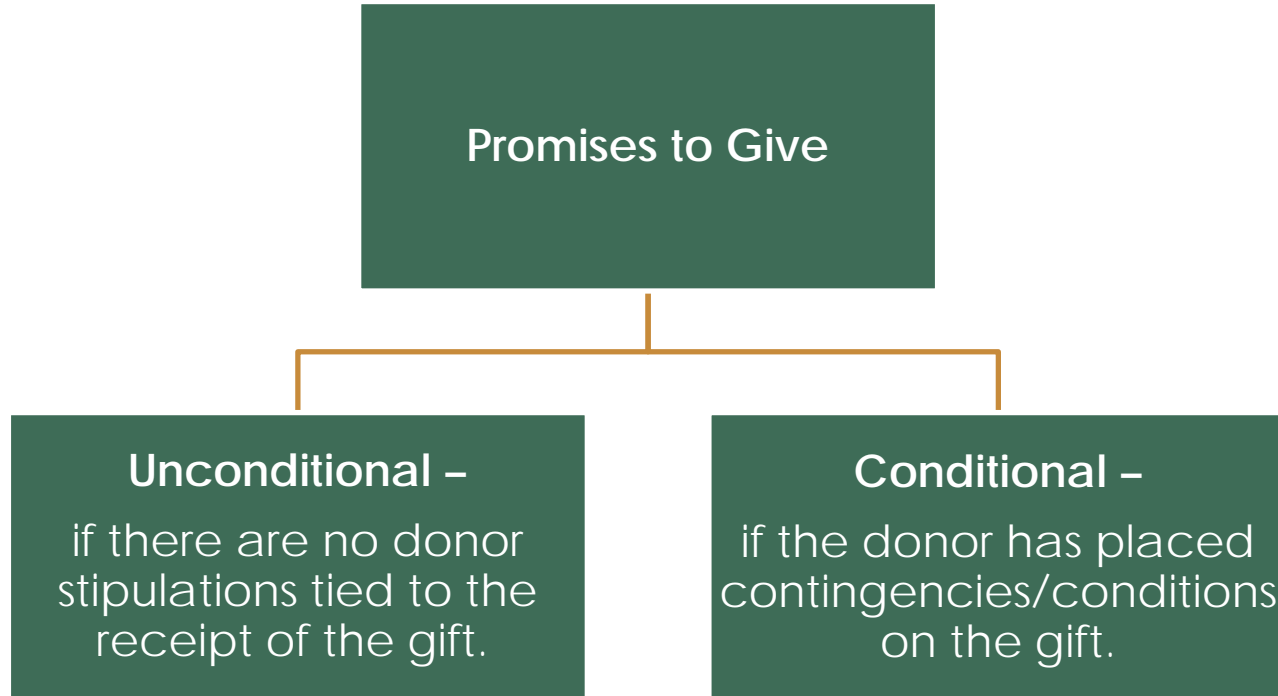 Promises to Give
Unconditional –
if there are no donor
stipulations tied to the
receipt of the gift.
Conditional –
if the donor has placed
contingencies/conditions
on the gift.